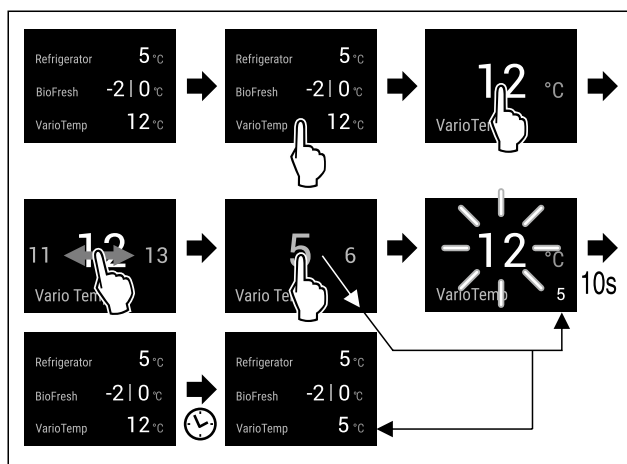 Refrigerator 5 °C
BioFresh -2 | 0 °C
VarioTemp 12 °C
Refrigerator 5 °C
BioFresh -2 | 0 °C
VarioTemp 12 °C
12 °C
VarioTemp
11 12 13
Vario Tem
5 6
Vario Te
12 °C
VarioTemp 5
10s
Refrigerator 5 °C
BioFresh -2 | 0 °C
VarioTemp 12 °C
Refrigerator 5 °C
BioFresh -2 | 0 °C
VarioTemp 5 °C